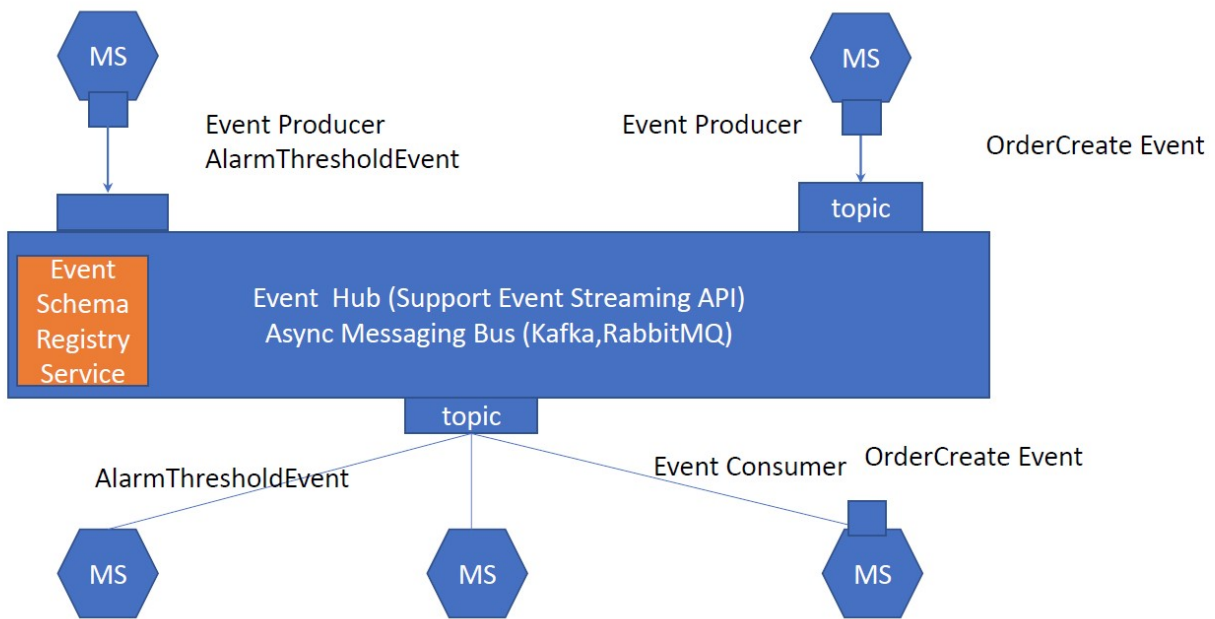 MS
MS
Event Producer
AlarmThresholdEvent
Event Producer
OrderCreate Event
topic
Event
Schema
Registry
Service
Event Hub (Support Event Streaming API)
Async Messaging Bus (Kafka,RabbitMQ)
topic
AlarmThresholdEvent
Event Consumer
OrderCreate Event
MS
MS
MS